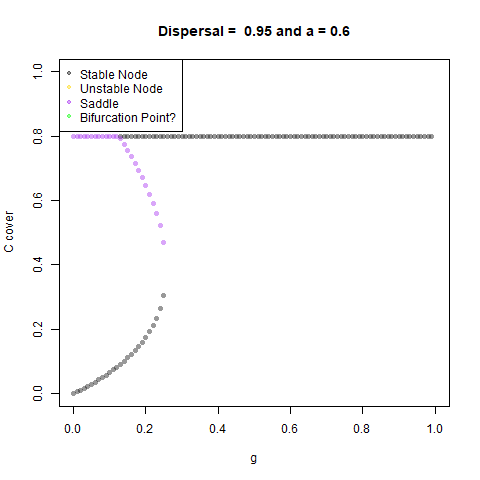 Dispersal =  0.95 and a = 0.6
Stable Node
Unstable Node
Saddle
Bifurcation Point?
C cover
1.0
0.8
0.6
0.4
0.2
0.0
0.0 0.2 0.4 0.6 0.8 1.0
g